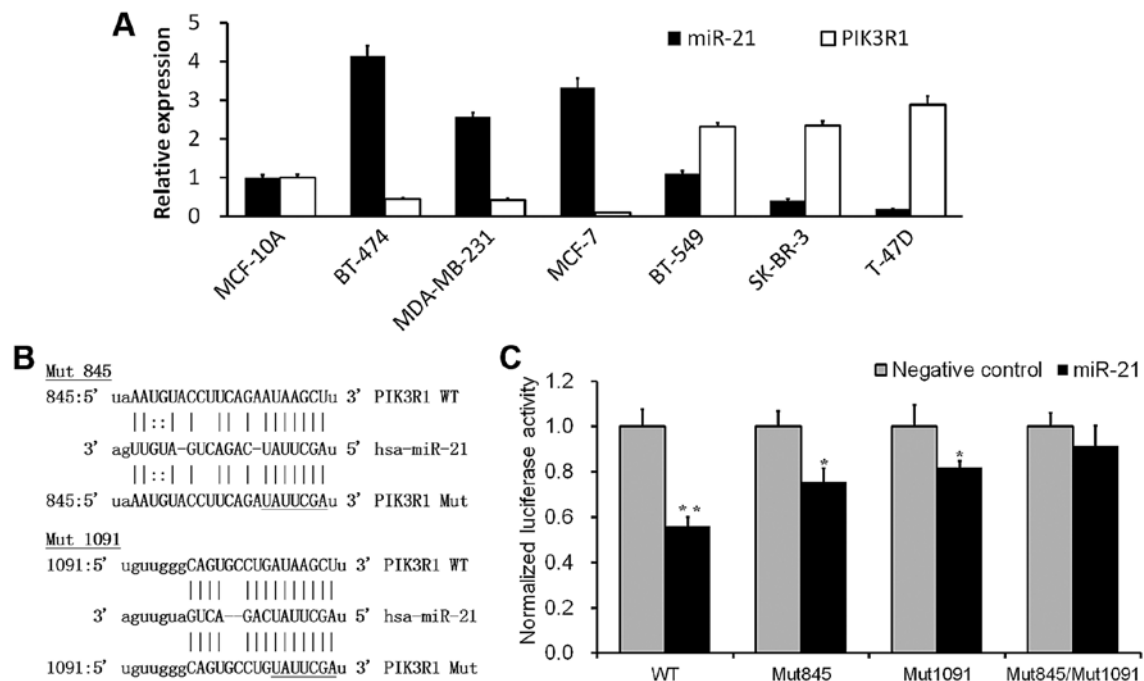 A
miR-21 PIK3R1
Relative expression
5
4
3
2
1
0
MCF-10A
BT-474
MDA-MB-231
MCF-7
BT-549
SK-BR-3
T-47D
B
Mut 845
845:5' uaAAUGUACCUUCAGAAUAAGCUu 3' PIK3R1 WT
3' agUUGUA-GUCAGAC-UAUUCGAu 5' hsa-miR-21
845:5' uaAAUGUACCUUCAGAUAUUCGAu 3' PIK3R1 Mut
Mut 1091
1091:5' uguugggCAGUGCCUGAUAAGCUu 3' PIK3R1 WT
3' aguuguaGUCA--GACUAUUCGAu 5' hsa-miR-21
1091:5' uguugggCAGUGCCUGUAUUCGAu 3' PIK3R1 Mut
C
Negative control miR-21
Normalized luciferase activity
1.2
1.0
0.8
0.6
0.4
0.2
0.0
**
*
*
WT
Mut845
Mut1091
Mut845/Mut1091